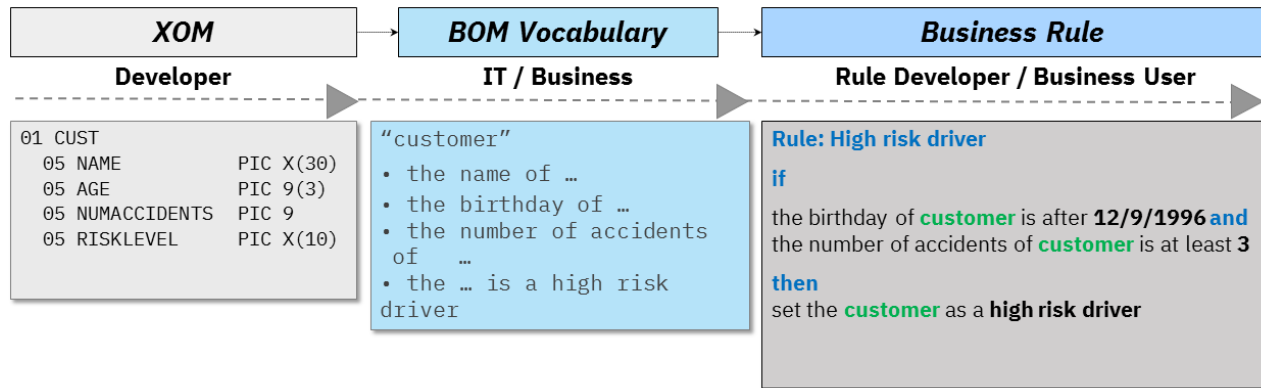 XOM
BOM Vocabulary
Business Rule
Developer
IT / Business
Rule Developer / Business User
01 CUST
05 NAME PIC X(30)
05 AGE PIC 9(3)
05 NUMACCIDENTS PIC 9
05 RISKLEVEL PIC X(10)
“customer”
• the name of …
• the birthday of …
• the number of accidents
of …
• the … is a high risk
driver
Rule: High risk driver
if
the birthday of customer is after 12/9/1996 and
the number of accidents of customer is at least 3
then
set the customer as a high risk driver